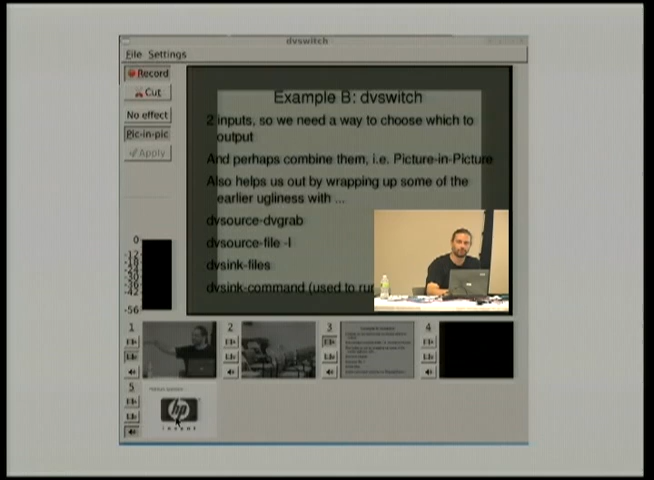 dvswitch
File Settings
Record
Cut
No effect
Pic-in-pic
Apply
Example B: dvswitch
2 inputs, so we need a way to choose which to
output
And perhaps combine them, i.e. Picture-in-Picture
Also helps us out by wrapping up some of the
earlier ugliness with ...
dvsource-dvgrab
dvsource-file -l
dvsink-files
dvsink-command (used to run
0
-56
1
2
3
4
5
hp
invent